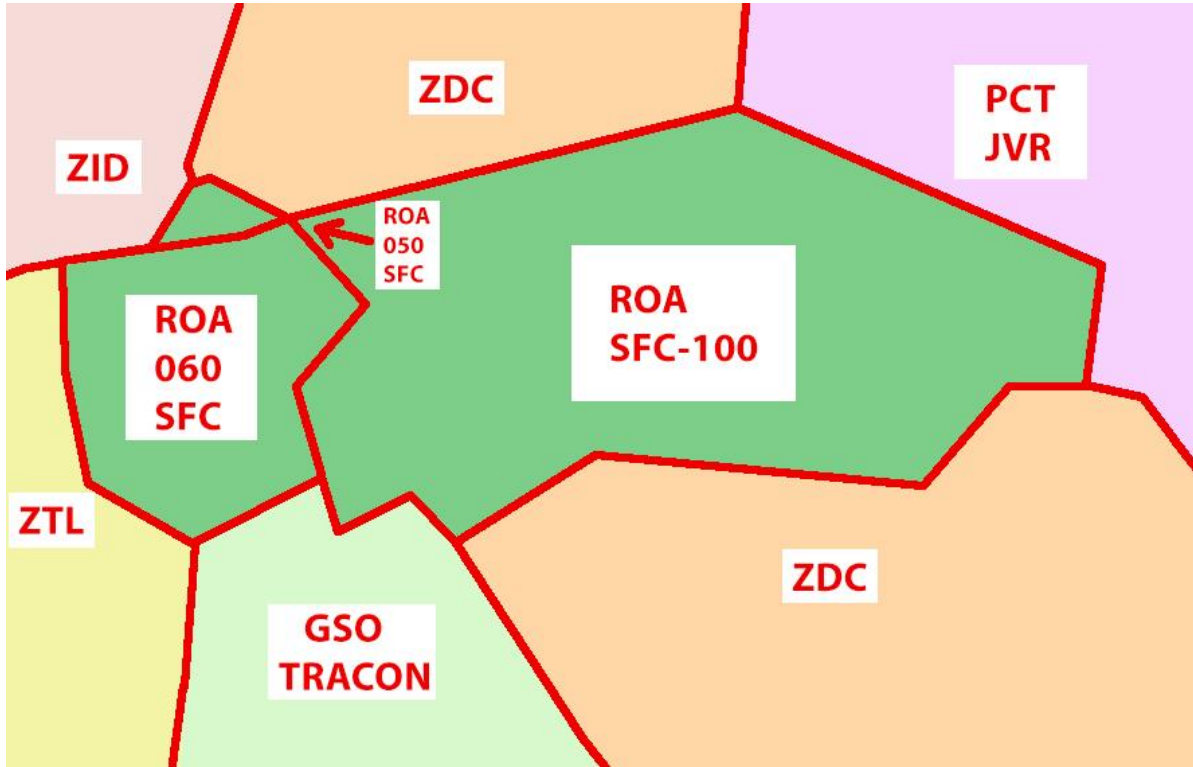 ZDC
PCT
JVR
ZID
ROA
050
SFC
ROA
SFC-100
ROA
060
SFC
ZTL
ZDC
GSO
TRACON